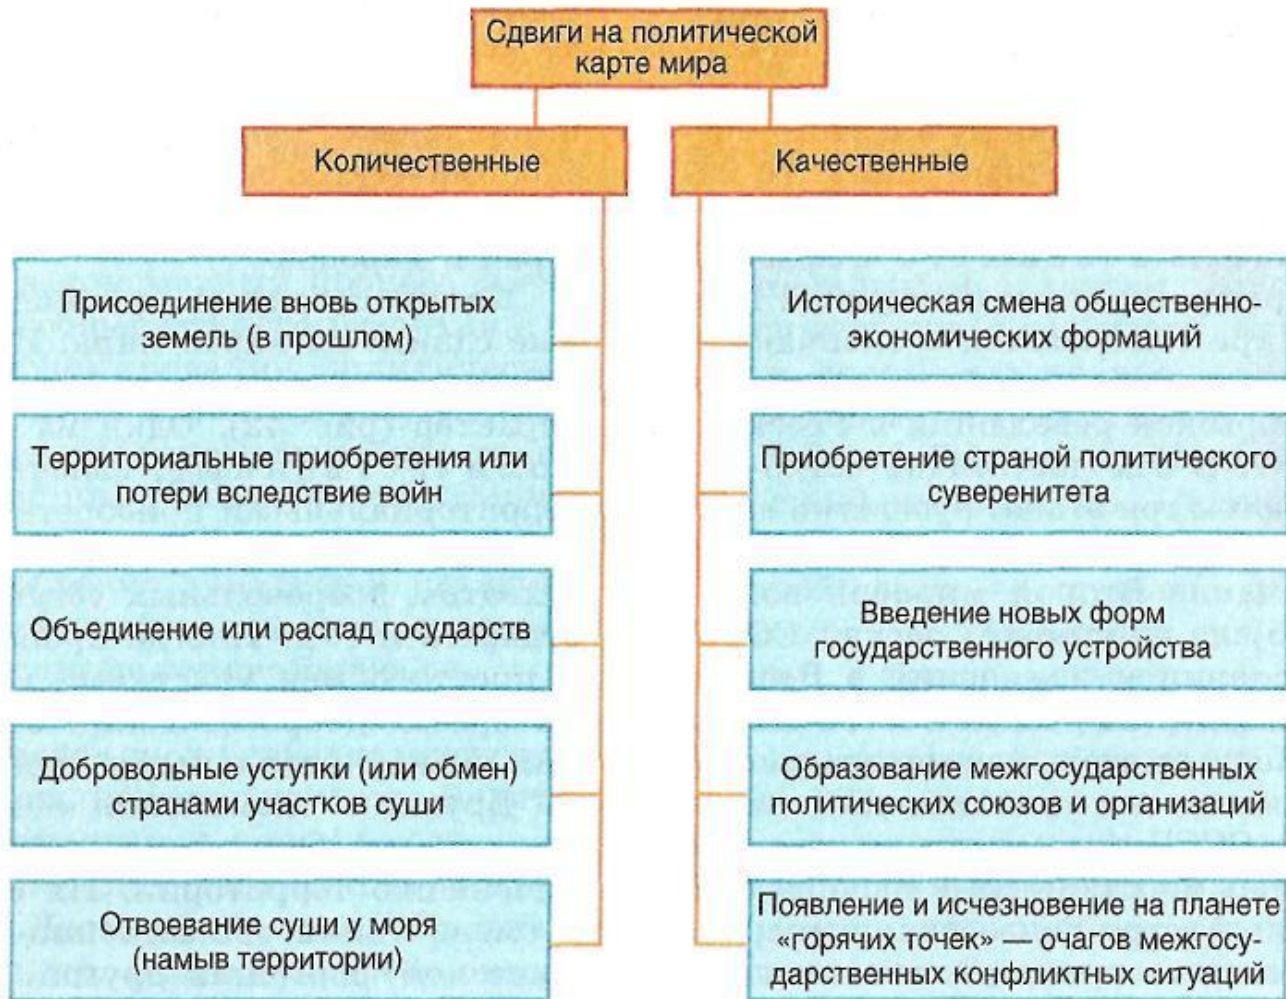 Сдвиги на политической
карте мира
Количественные
Качественные
Присоединение вновь открытых
земель (в прошлом)
Территориальные приобретения или
потери вследствие войн
Объединение или распад государств
Добровольные уступки (или обмен)
странами участков суши
Отвоевание суши у моря
(намыв территории)
Историческая смена общественно-
экономических формаций
Приобретение страной политического
суверенитета
Введение новых форм
государственного устройства
Образование межгосударственных
политических союзов и организаций
Появление и исчезновение на планете
«горячих точек» — очагов межгосу-
дарственных конфликтных ситуаций